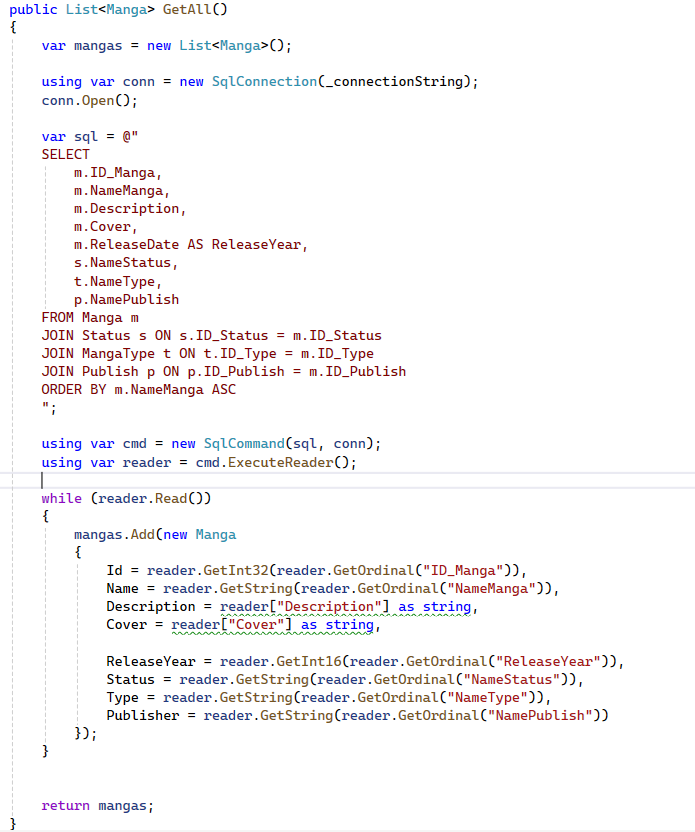 public List<Manga> GetAll()
{
    var mangas = new List<Manga>();

    using var conn = new SqlConnection(_connectionString);
    conn.Open();

    var sql = @"
    SELECT
        m.ID_Manga,
        m.NameManga,
        m.Description,
        m.Cover,
        m.ReleaseDate AS ReleaseYear,
        s.NameStatus,
        t.NameType,
        p.NamePublish
    FROM Manga m
    JOIN Status s ON s.ID_Status = m.ID_Status
    JOIN MangaType t ON t.ID_Type = m.ID_Type
    JOIN Publish p ON p.ID_Publish = m.ID_Publish
    ORDER BY m.NameManga ASC
    ";

    using var cmd = new SqlCommand(sql, conn);
    using var reader = cmd.ExecuteReader();

    while (reader.Read())
    {
        mangas.Add(new Manga
        {
            Id = reader.GetInt32(reader.GetOrdinal("ID_Manga")),
            Name = reader.GetString(reader.GetOrdinal("NameManga")),
            Description = reader["Description"] as string,
            Cover = reader["Cover"] as string,

            ReleaseYear = reader.GetInt16(reader.GetOrdinal("ReleaseYear")),
            Status = reader.GetString(reader.GetOrdinal("NameStatus")),
            Type = reader.GetString(reader.GetOrdinal("NameType")),
            Publisher = reader.GetString(reader.GetOrdinal("NamePublish"))
        });
    }


    return mangas;
}